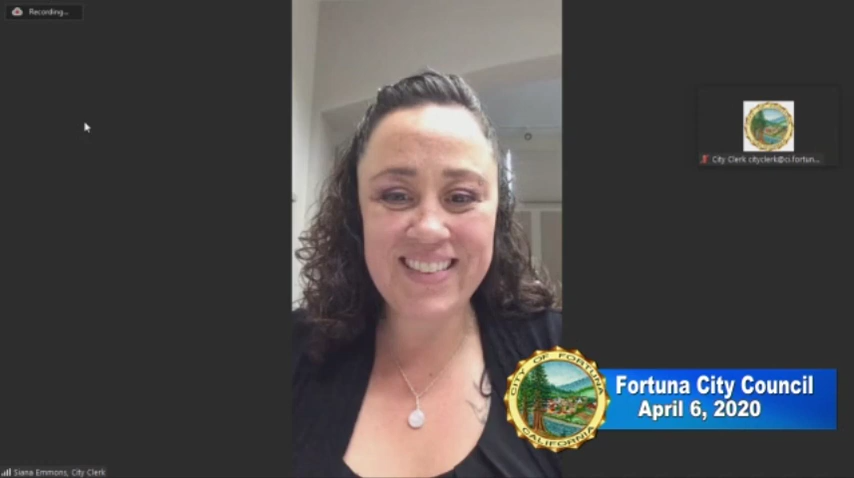 Recording...
City Clerk cityclerk@ci.fortun...
CITY OF FORTUNA
CALIFORNIA
Fortuna City Council
April 6, 2020
Siana Emmons, City Clerk